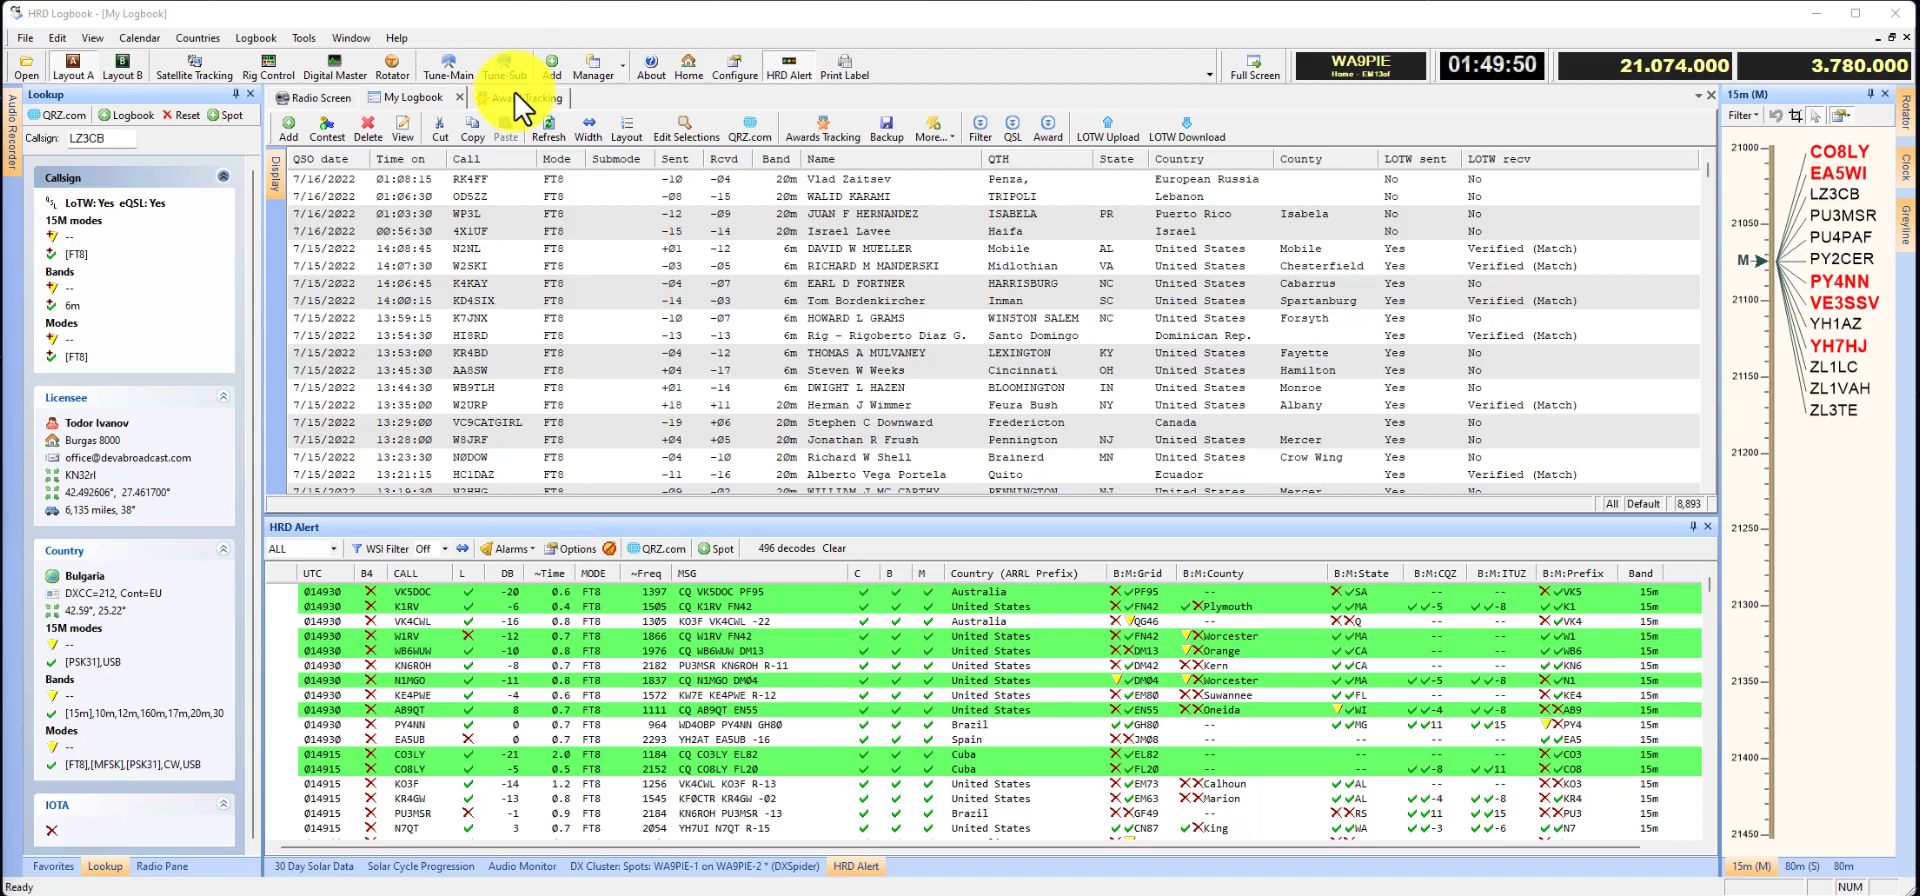 HRD Logbook - [My Logbook]
File Edit View Calendar Countries Logbook Tools Window Help
Open Layout A Layout B Satellite Tracking Rig Control Digital Master Rotator Tune-Main Tune-Sub Add Manager About Home Configure HRD Alert Print Label Full Screen
WA9PIE
Home - EM13of
01:49:50
21.074.000
3.780.000
Audio Recorder
Lookup
QRZ.com Logbook Reset Spot
Callsign: LZ3CB
Callsign
LoTW: Yes eQSL: Yes
15M modes
--
[FT8]
Bands
--
6m
Modes
--
[FT8]
Licensee
Todor Ivanov
Burgas 8000
office@devabroadcast.com
KN32rl
42.492606°, 27.461700°
6,135 miles, 38°
Country
Bulgaria
DXCC=212, Cont=EU
42.59°, 25.22°
15M modes
--
[PSK31],USB
Bands
--
[15m],10m,12m,160m,17m,20m,30
Modes
--
[FT8],[MFSK],[PSK31],CW,USB
IOTA
Favorites Lookup Radio Pane
Ready
Radio Screen My Logbook Award Tracking
Add Contest Delete View Cut Copy Paste Refresh Width Layout Edit Selections QRZ.com Awards Tracking Backup More... Filter QSL Award LOTW Upload LOTW Download
Display
QSO date Time on Call Mode Submode Sent Rcvd Band Name QTH State Country County LOTW sent LOTW recv
7/16/2022 01:08:15 RK4FF FT8 -10 -04 20m Vlad Zaitsev Penza, European Russia No No
7/16/2022 01:06:30 OD5ZZ FT8 -08 -15 20m WALID KARAMI TRIPOLI Lebanon No No
7/16/2022 01:03:30 WP3L FT8 -12 -09 20m JUAN F HERNANDEZ ISABELA PR Puerto Rico Isabela No No
7/16/2022 00:56:30 4X1UF FT8 -15 -14 20m Israel Lavee Haifa Israel No No
7/15/2022 14:08:45 N2NL FT8 +01 -12 6m DAVID W MUELLER Mobile AL United States Mobile Yes Verified (Match)
7/15/2022 14:07:30 W2SKI FT8 -03 -05 6m RICHARD M MANDERSKI Midlothian VA United States Chesterfield Yes Verified (Match)
7/15/2022 14:06:45 K4KAY FT8 -04 -07 6m EARL D FORTNER HARRISBURG NC United States Cabarrus Yes Verified (Match)
7/15/2022 14:00:15 KD4SIX FT8 -14 -03 6m Tom Bordenkircher Inman SC United States Spartanburg Yes Verified (Match)
7/15/2022 13:59:15 K7JNX FT8 -10 -07 6m HOWARD L GRAMS WINSTON SALEM NC United States Forsyth Yes No
7/15/2022 13:54:30 HI8RD FT8 -13 -13 6m Rig - Rigoberto Diaz G. Santo Domingo Dominican Rep. Yes Verified (Match)
7/15/2022 13:53:00 KR4BD FT8 -04 -12 6m THOMAS A MULVANEY LEXINGTON KY United States Fayette Yes No
7/15/2022 13:45:30 AA8SW FT8 +04 -17 6m Steven W Weeks Cincinnati OH United States Hamilton Yes No
7/15/2022 13:44:30 WB9TLH FT8 +01 -14 6m DWIGHT L HAZEN BLOOMINGTON IN United States Monroe Yes No
7/15/2022 13:35:00 W2URP FT8 +18 +11 6m Herman J Wimmer Feura Bush NY United States Albany Yes Verified (Match)
7/15/2022 13:29:00 VC9CATGIRL FT8 -19 +06 6m Stephen C Downward Fredericton Canada Yes No
7/15/2022 13:28:00 W8JRF FT8 +04 +05 6m Jonathan R Frush Pennington NJ United States Mercer Yes No
7/15/2022 13:23:30 N0DOW FT8 -04 -10 6m Richard W Shell Brainerd MN United States Crow Wing Yes No
7/15/2022 13:21:15 HC1DAZ FT8 -11 -16 6m Alberto Vega Portela Quito Ecuador Yes Verified (Match)
7/15/2022 13:19:30 N2HHG FT8 -09 -02 6m WILLIAM J MC CARTHY PENNINGTON NJ United States Mercer Yes No
All Default 8,893
HRD Alert
ALL WSI Filter Off Alarms Options QRZ.com Spot 496 decodes Clear
UTC B4 CALL L DB ~Time MODE ~Freq MSG C B M Country (ARRL Prefix) B:M:Grid B:M:County B:M:State B:M:CQZ B:M:ITUZ B:M:Prefix Band
014930 VK5DOC -20 0.6 FT8 1397 CQ VK5DOC PF95 Australia PF95 -- SA -- -- VK5 15m
014930 K1RV -6 0.4 FT8 1505 CQ K1RV FN42 United States FN42 Plymouth MA -5 -8 K1 15m
014930 VK4CWL -16 0.8 FT8 1305 KO3F VK4CWL -22 Australia QG46 -- Q -- -- VK4 15m
014930 W1RV -12 0.7 FT8 1866 CQ W1RV FN42 United States FN42 Worcester MA -5 -8 W1 15m
014930 WB6WUW -10 0.8 FT8 1976 CQ WB6WUW DM13 United States DM13 Orange CA -- -- WB6 15m
014930 KN6ROH -8 0.7 FT8 2182 PU3MSR KN6ROH R-11 United States DM42 Kern CA -- -- KN6 15m
014930 N1MGO -11 0.8 FT8 1837 CQ N1MGO DM04 United States DM04 Worcester MA -5 -8 N1 15m
014930 KE4PWE -4 0.6 FT8 1572 KW7E KE4PWE R-12 United States EM80 Suwannee FL -- -- KE4 15m
014930 AB9QT 8 0.7 FT8 1111 CQ AB9QT EN55 United States EN55 Oneida WI -4 -8 AB9 15m
014930 PY4NN 0 0.7 FT8 964 WD4OBP PY4NN GH80 Brazil GH80 -- MG 11 15 PY4 15m
014930 EA5UB 0 0.7 FT8 2293 YH2AT EA5UB -16 Spain JM08 -- -- -- -- EA5 15m
014915 CO3LY -21 2.0 FT8 1184 CQ CO3LY EL82 Cuba EL82 -- -- -- -- CO3 15m
014915 CO8LY -5 0.5 FT8 2152 CQ CO8LY FL20 Cuba FL20 -- -- -8 11 CO8 15m
014915 KO3F -14 1.2 FT8 1256 VK4CWL KO3F R-13 United States EM73 Calhoun AL -- -- KO3 15m
014915 KR4GW -13 0.8 FT8 1545 KF0CTR KR4GW -02 United States EM63 Marion AL -4 -8 KR4 15m
014915 PU3MSR -1 0.9 FT8 2184 KN6ROH PU3MSR -13 Brazil GF49 -- RS 11 15 PU3 15m
014915 N7QT 3 0.7 FT8 2054 YH7UI N7QT R-15 United States CN87 King WA -3 -6 N7 15m
30 Day Solar Data Solar Cycle Progression Audio Monitor DX Cluster: Spots: WA9PIE-1 on WA9PIE-2 * (DXSpider) HRD Alert
15m (M)
Filter
21000
21050
M
21100
21150
21200
21250
21300
21350
21400
21450
CO8LY
EA5WI
LZ3CB
PU3MSR
PU4PAF
PY2CER
PY4NN
VE3SSV
YH1AZ
YH7HJ
ZL1LC
ZL1VAH
ZL3TE
15m (M) 80m (S) 80m
Rotator
Clock
Greyline
NUM